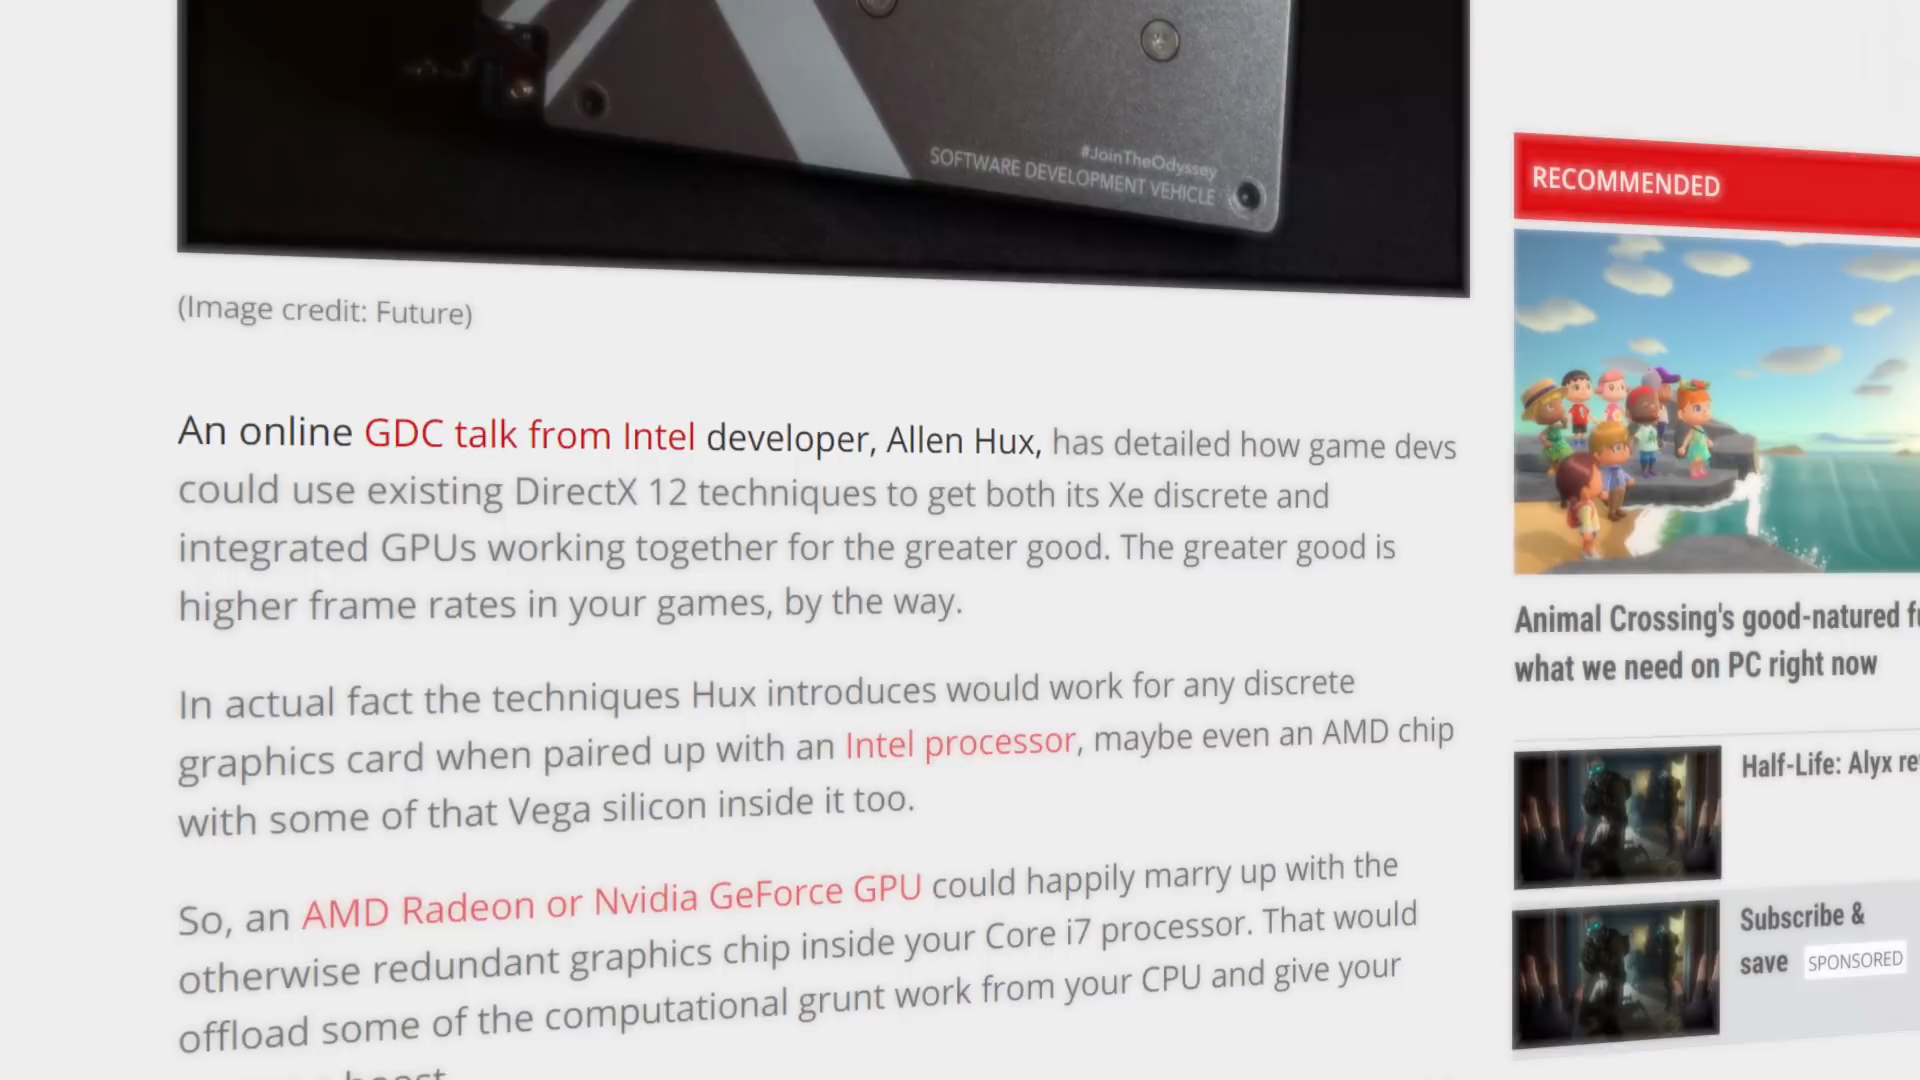 #JoinTheOdyssey
SOFTWARE DEVELOPMENT VEHICLE
(Image credit: Future)
An online GDC talk from Intel developer, Allen Hux, has detailed how game devs
could use existing DirectX 12 techniques to get both its Xe discrete and
integrated GPUs working together for the greater good. The greater good is
higher frame rates in your games, by the way.
In actual fact the techniques Hux introduces would work for any discrete
graphics card when paired up with an Intel processor, maybe even an AMD chip
with some of that Vega silicon inside it too.
So, an AMD Radeon or Nvidia GeForce GPU could happily marry up with the
otherwise redundant graphics chip inside your Core i7 processor. That would
offload some of the computational grunt work from your CPU and give your
boost
RECOMMENDED
Animal Crossing's good-natured
what we need on PC right now
Half-Life: Alyx
Subscribe &
save SPONSORED